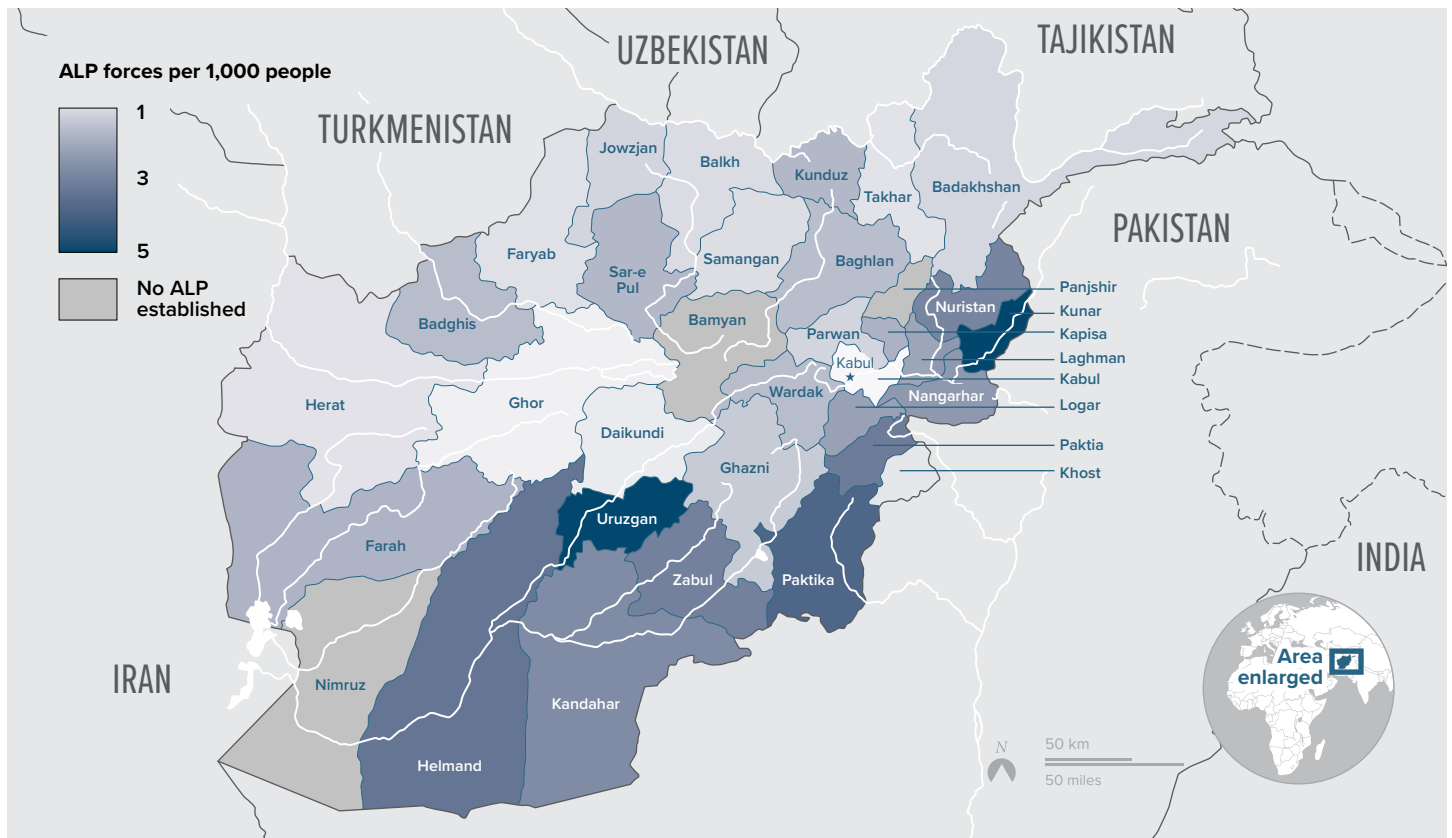 ALP forces per 1,000 people
1
3
5
No ALP
established
UZBEKISTAN
TAJIKISTAN
TURKMENISTAN
PAKISTAN
INDIA
IRAN
Jowzjan
Balkh
Kunduz
Takhar
Badakhshan
Faryab
Sar-e
Pul
Samangan
Baghlan
Badghis
Bamyan
Parwan
Nuristan
Panjshir
Kunar
Kapisa
Laghman
Kabul
Logar
Paktia
Khost
Kabul
Wardak
Nangarhar
Herat
Ghor
Daikundi
Ghazni
Farah
Uruzgan
Zabul
Paktika
Nimruz
Kandahar
Helmand
Area
enlarged
N
50 km
50 miles